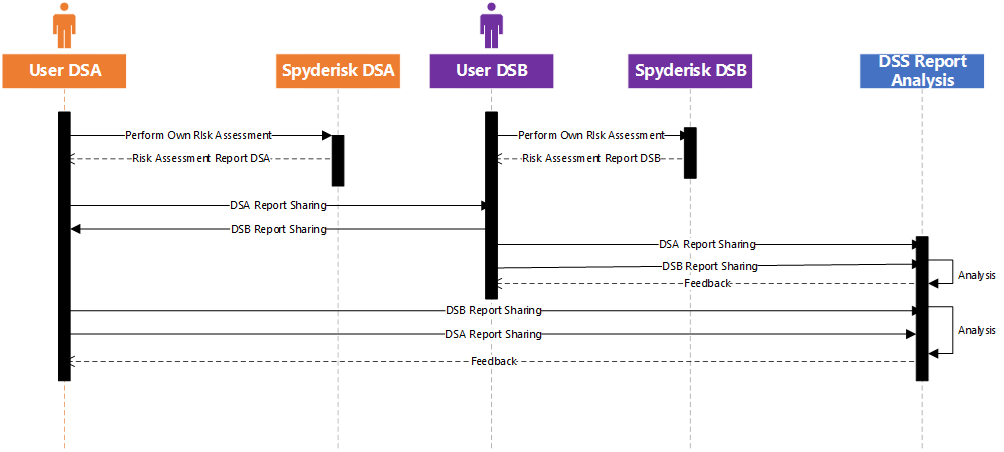 User DSA
Spyderisk DSA
User DSB
Spyderisk DSB
DSS Report
Analysis
Perform Own RIsk Assessment
Perform Own RIsk Assessment
Risk Assessment Report DSA
Risk Assessment Report DSB
DSA Report Sharing
DSB Report Sharing
DSA Report Sharing
DSB Report Sharing
Analysis
Feedback
DSB Report Sharing
Analysis
DSA Report Sharing
Feedback